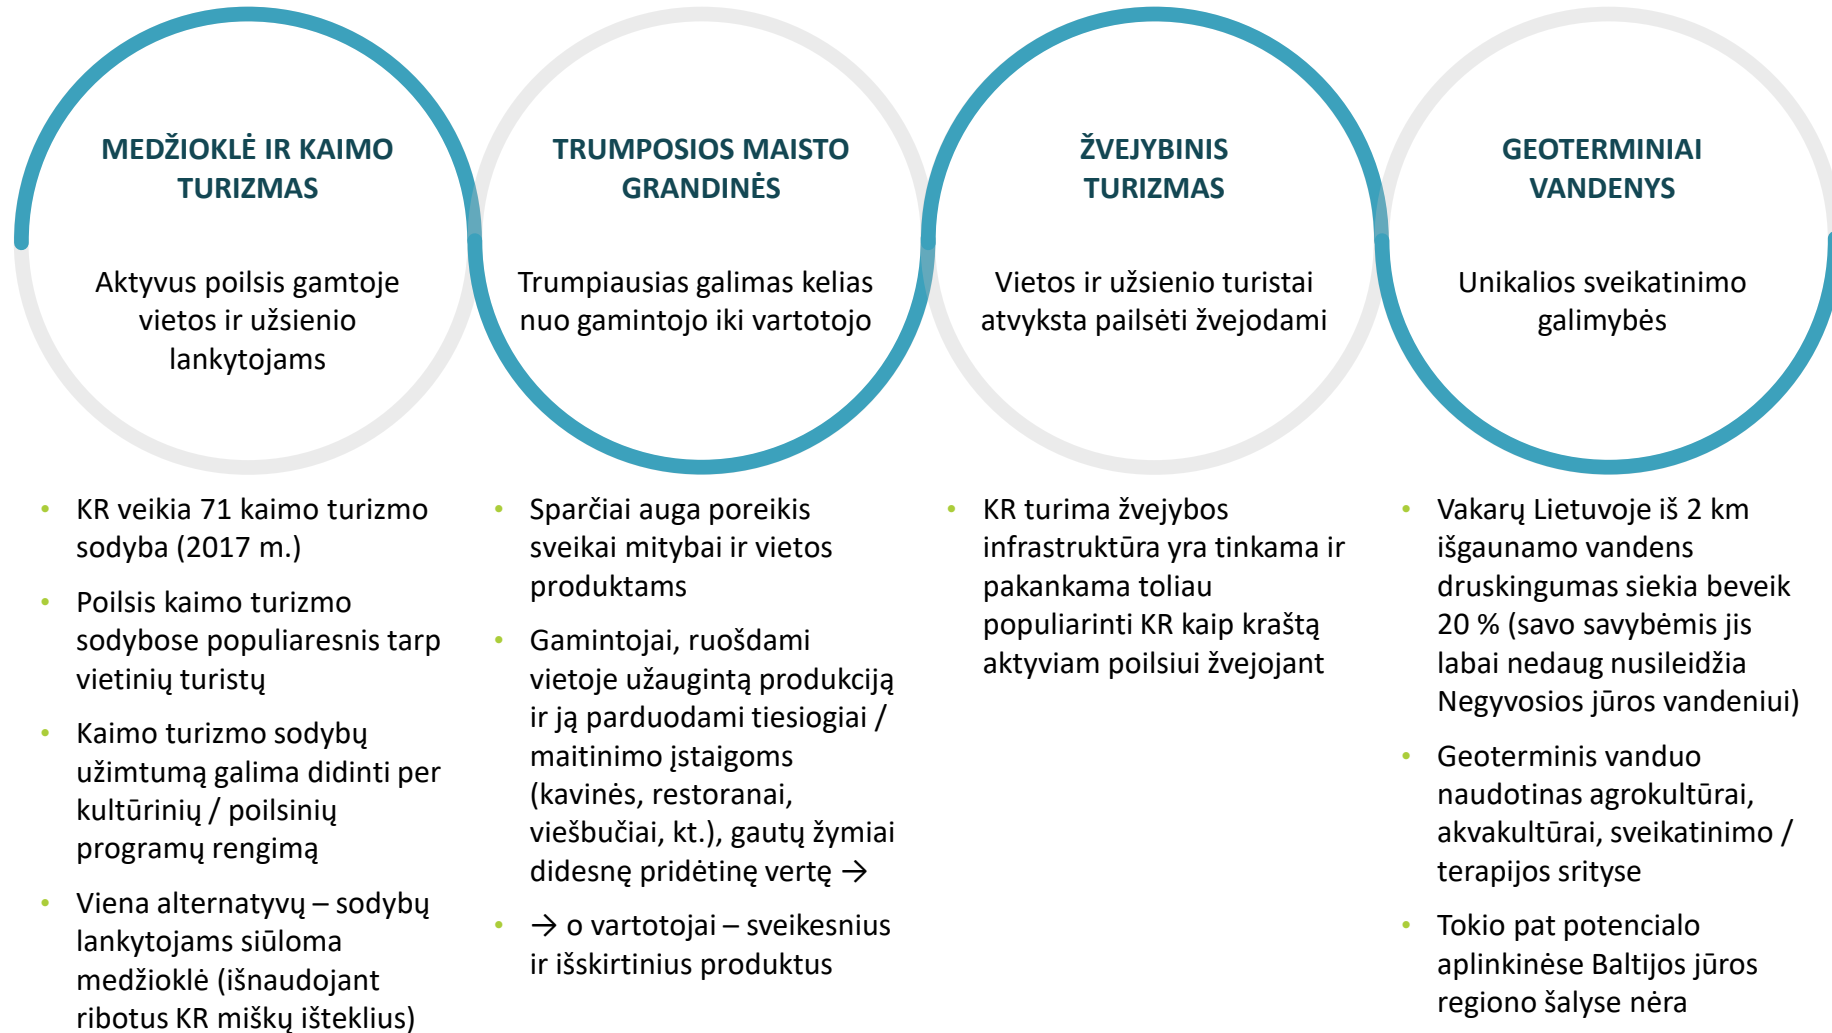 MEDŽIOKLĖ IR KAIMO
TURIZMAS
Aktyvus poilsis gamtoje
vietos ir užsienio
lankytojams
• KR veikia 71 kaimo turizmo
sodyba (2017 m.)
• Poilsis kaimo turizmo
sodybose populiaresnis tarp
vietinių turistų
• Kaimo turizmo sodybų
užimtumą galima didinti per
kultūrinių / poilsinių
programų rengimą
• Viena alternatyvų – sodybų
lankytojams siūloma
medžioklė (išnaudojant
ribotus KR miškų išteklius)
TRUMPOSIOS MAISTO
GRANDINĖS
Trumpiausias galimas kelias
nuo gamintojo iki vartotojo
• Sparčiai auga poreikis
sveikai mitybai ir vietos
produktams
• Gamintojai, ruošdami
vietoje užaugintą produkciją
ir ją parduodami tiesiogiai /
maitinimo įstaigoms
(kavinės, restoranai,
viešbučiai, kt.), gautų žymiai
didesnę pridėtinę vertę →
• → o vartotojai – sveikesnius
ir išskirtinius produktus
ŽVEJYBINIS
TURIZMAS
Vietos ir užsienio turistai
atvyksta pailsėti žvejodami
• KR turima žvejybos
infrastruktūra yra tinkama ir
pakankama toliau
populiarinti KR kaip kraštą
aktyviam poilsiui žvejojant
GEOTERMINIAI
VANDENYS
Unikalios sveikatinimo
galimybės
• Vakarų Lietuvoje iš 2 km
išgaunamo vandens
druskingumas siekia beveik
20 % (savo savybėmis jis
labai nedaug nusileidžia
Negyvosios jūros vandeniui)
• Geoterminis vanduo
naudotinas agrokultūrai,
akvakultūrai, sveikatinimo /
terapijos srityse
• Tokio pat potencialo
aplinkinėse Baltijos jūros
regiono šalyse nėra